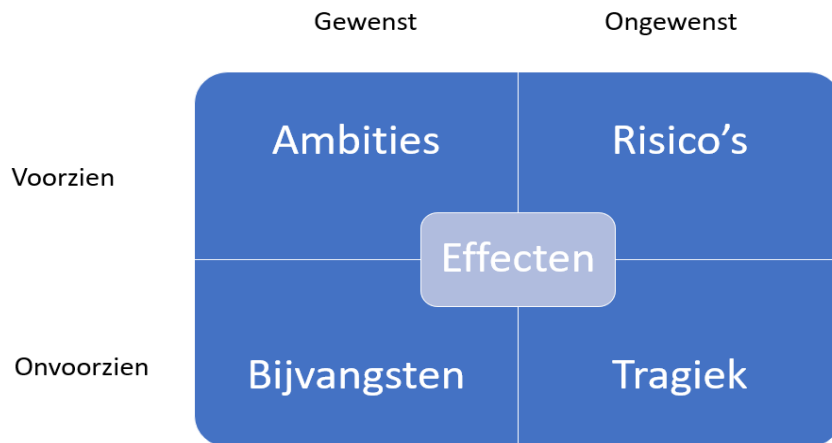 Gewenst Ongewenst
Voorzien
Ambities Risico's
Effecten
Onvoorzien
Bijvangsten Tragiek